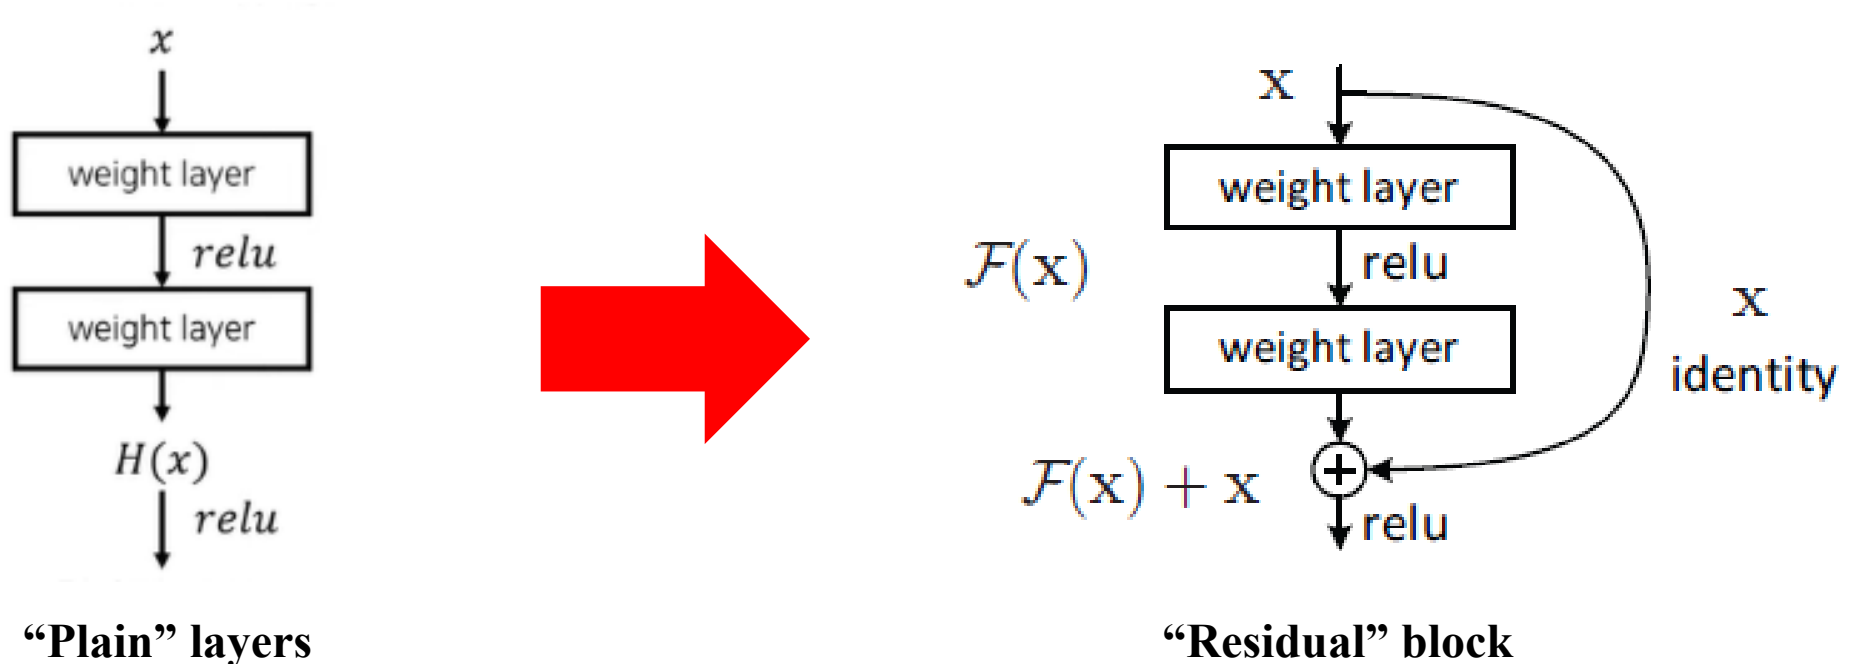 x
weight layer
relu
weight layer
H(x)
relu
“Plain” layers
x
weight layer
F(x)
relu
weight layer
x
identity
F(x) + x
+
relu
“Residual” block